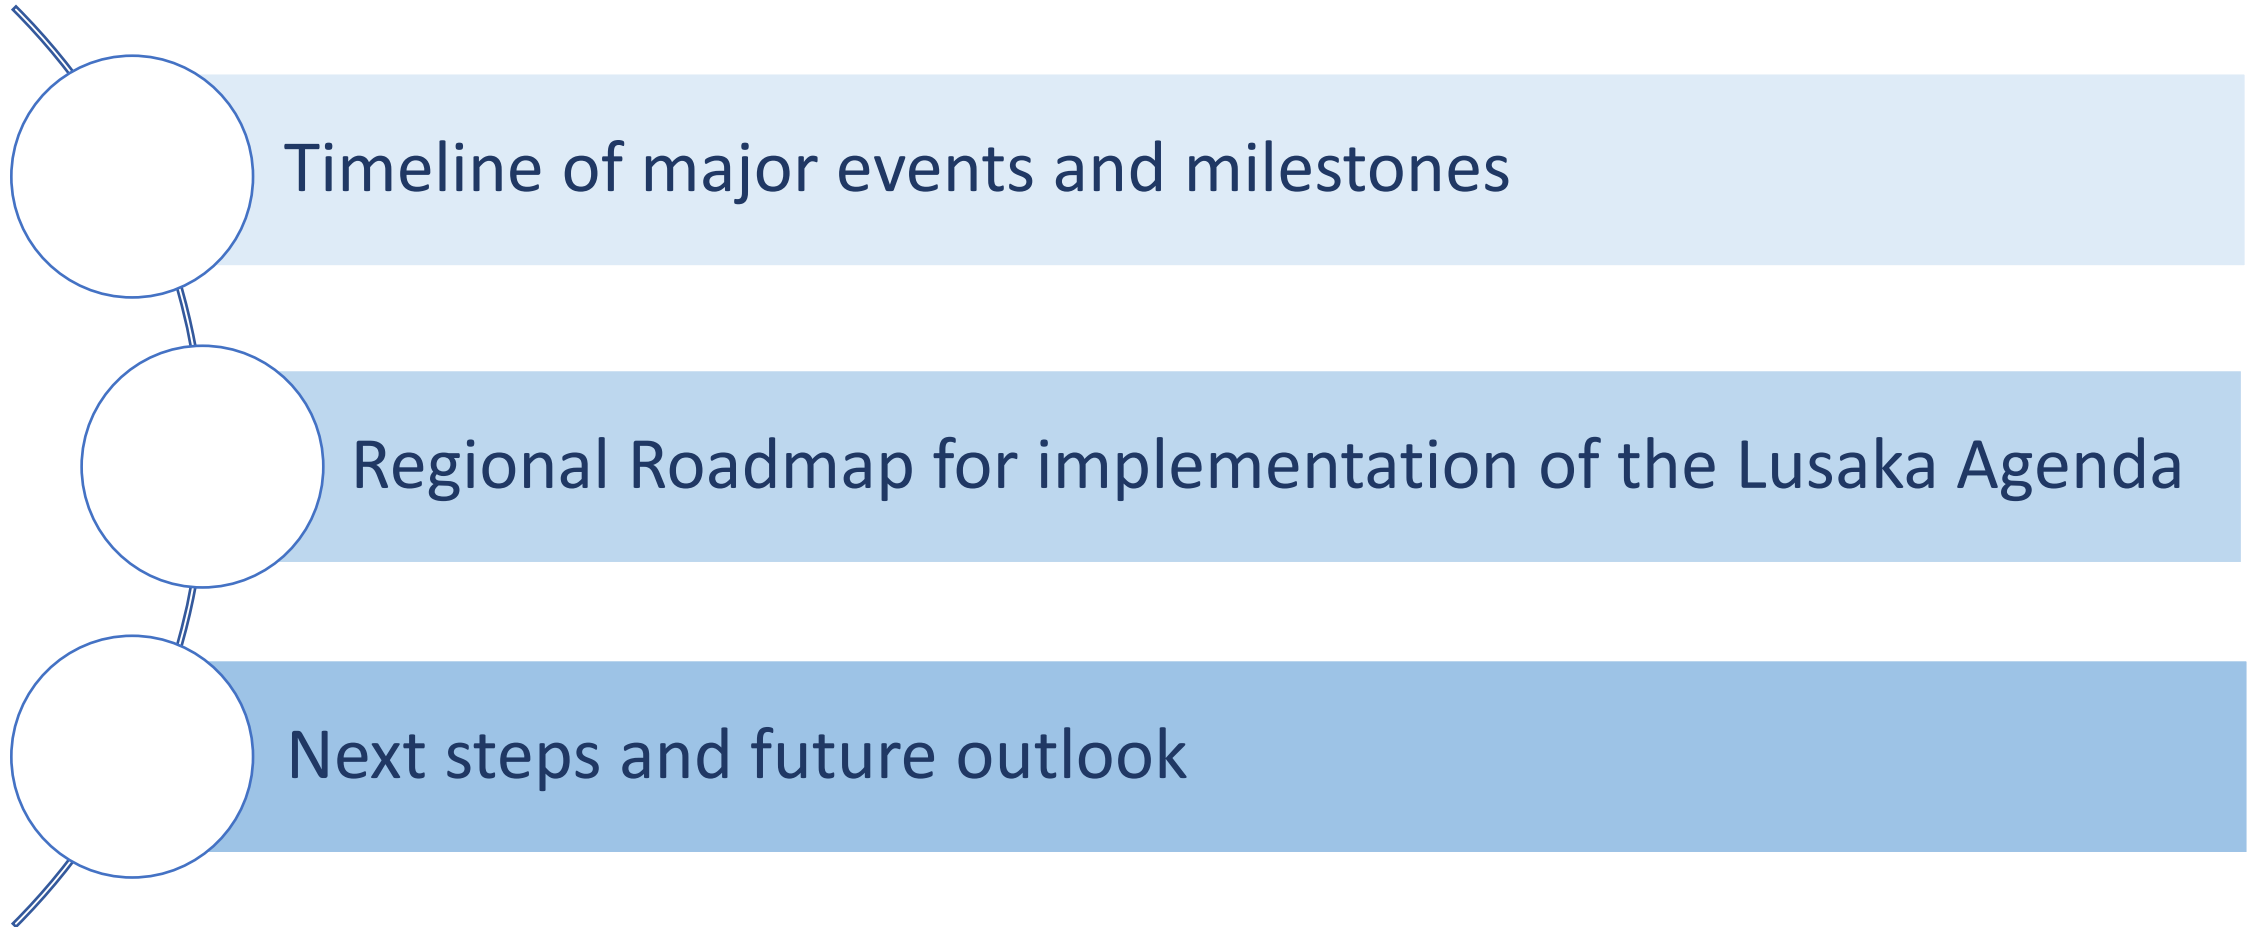 Timeline of major events and milestones
Regional Roadmap for implementation of the Lusaka Agenda
Next steps and future outlook